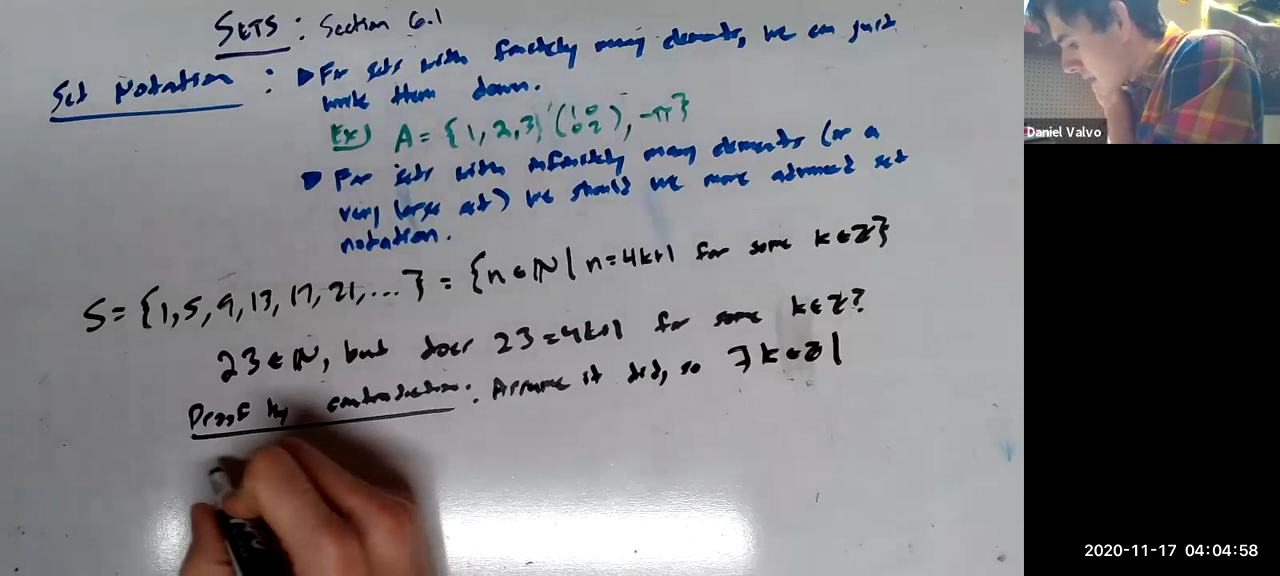 SETS: Section 6.1
Set Notation: ▶ For sets with finitely many elements, we can just
write them down.
Ex) A = {1, 2, 3, (1 0 0 2), -π}
▶ For sets with infinitely many elements (or a
very large set) we should use more advanced set
notation.
S = {1, 5, 9, 13, 17, 21, ...} = {n ∈ ℕ | n = 4k+1 for some k ∈ ℤ}
23 ∈ ℕ, but does 23 = 4k+1 for some k ∈ ℤ?
Proof by contradiction: Assume it did, so ∃ k ∈ ℤ |
Daniel Valvo
2020-11-17 04:04:58